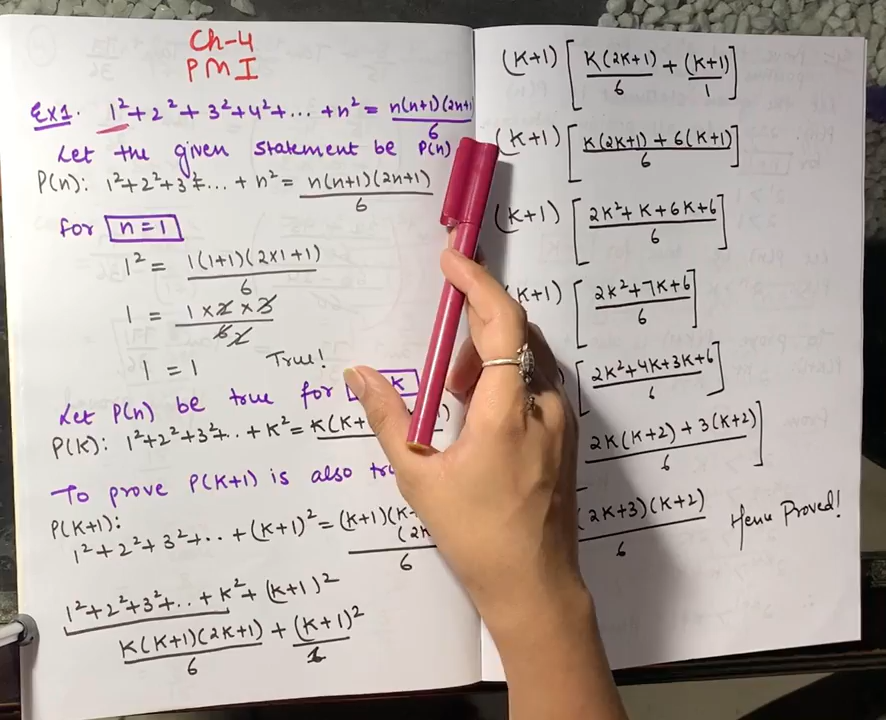 Ch-4
PMI
Ex1. 1² + 2² + 3² + 4² + ... + n² = n(n+1)(2n+1 / 6
Let the given statement be P(n)
P(n): 1² + 2² + 3² + ... + n² = n(n+1)(2n+1) / 6
for n=1
1² = 1(1+1)(2×1+1) / 6
1 = 1×2×3 / 6 2
1 = 1 True!
Let P(n) be true for K
P(K): 1²+2²+3²+..+K² = K(K+ )
To prove P(K+1) is also
P(K+1):
1²+2²+3²+..+(K+1)² = (K+1)(K (2K / 6
1²+2²+3²+..+K²+(K+1)²
K(K+1)(2K+1) / 6 + (K+1)² / 1
(K+1) [K(2K+1) / 6 + (K+1) / 1]
(K+1) [K(2K+1) + 6(K+1) / 6]
(K+1) [2K²+K+6K+6 / 6]
K+1) [2K²+7K+6 / 6]
) [2K²+4K+3K+6 / 6]
2K(K+2)+3(K+2) / 6]
(2K+3)(K+2) / 6 Hence Proved!